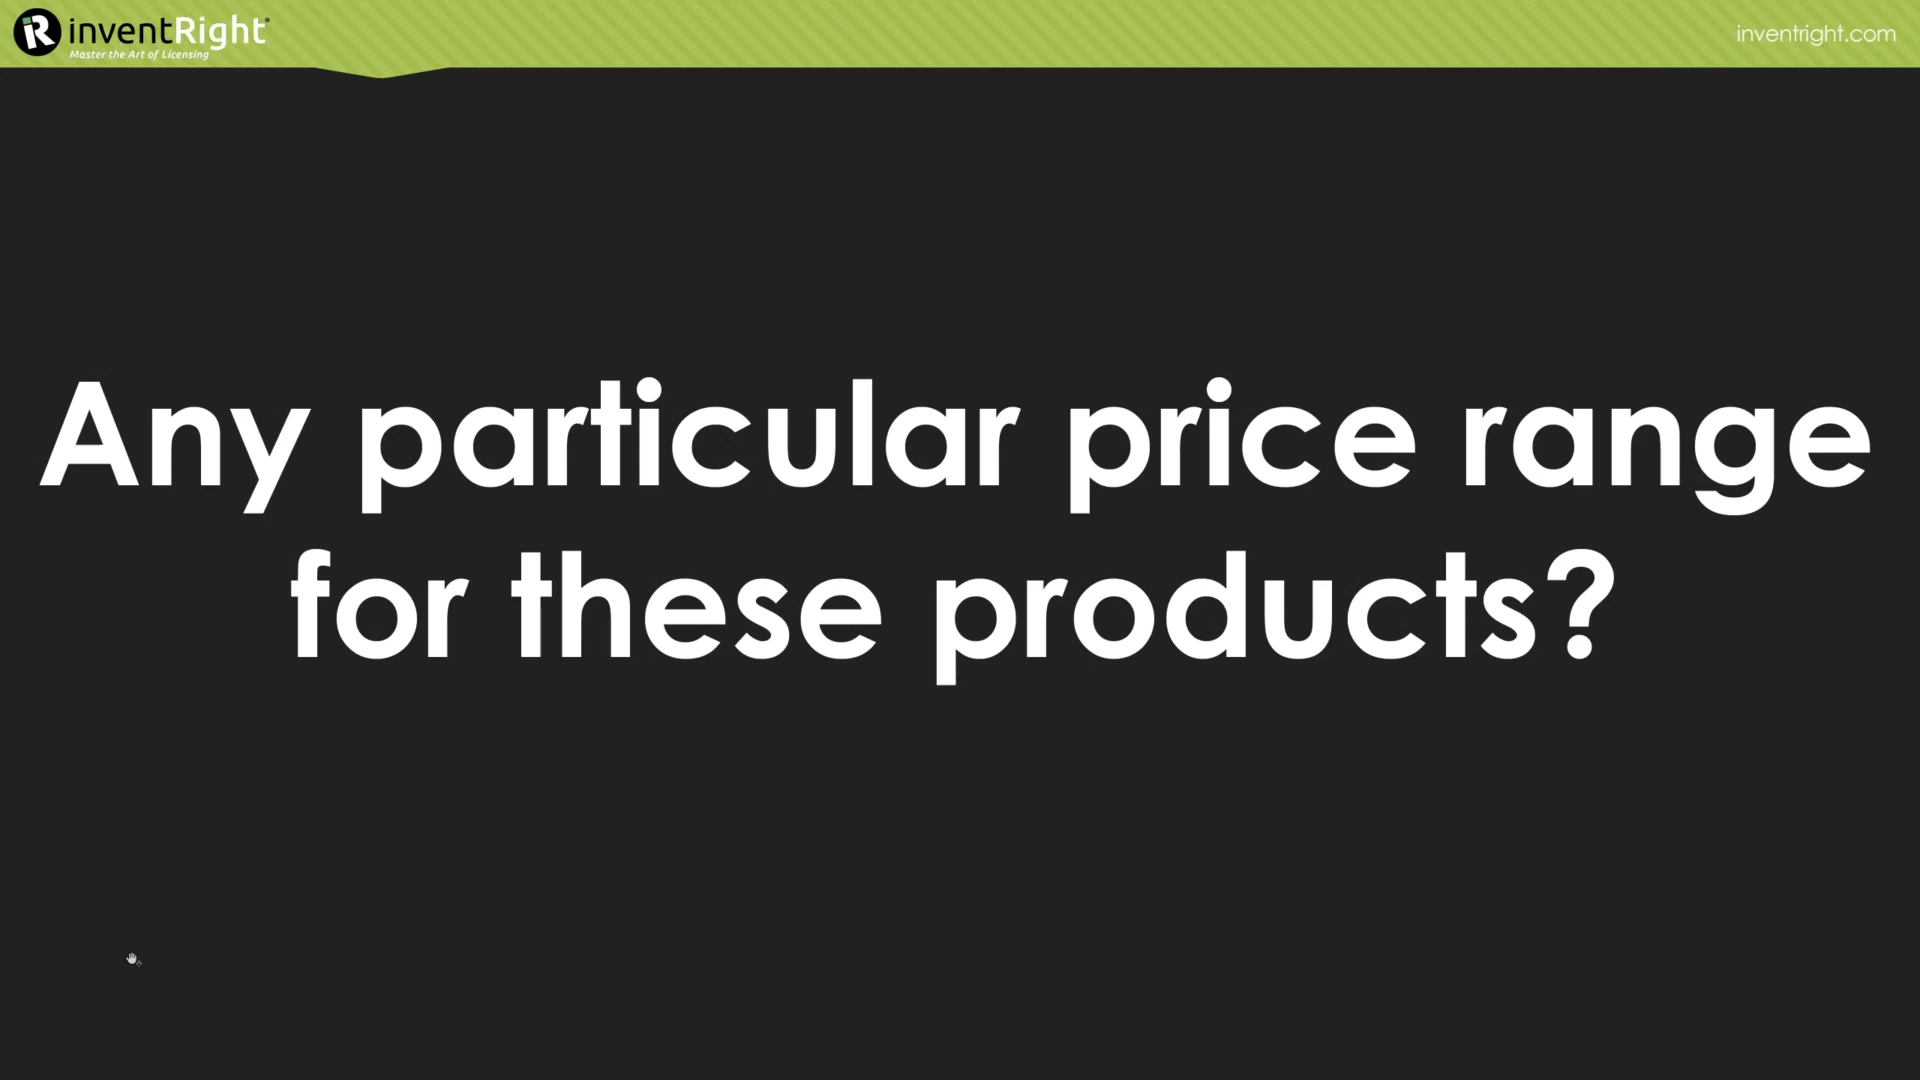 inventRight®
Master the Art of Licensing
inventright.com
Any particular price range
for these products?